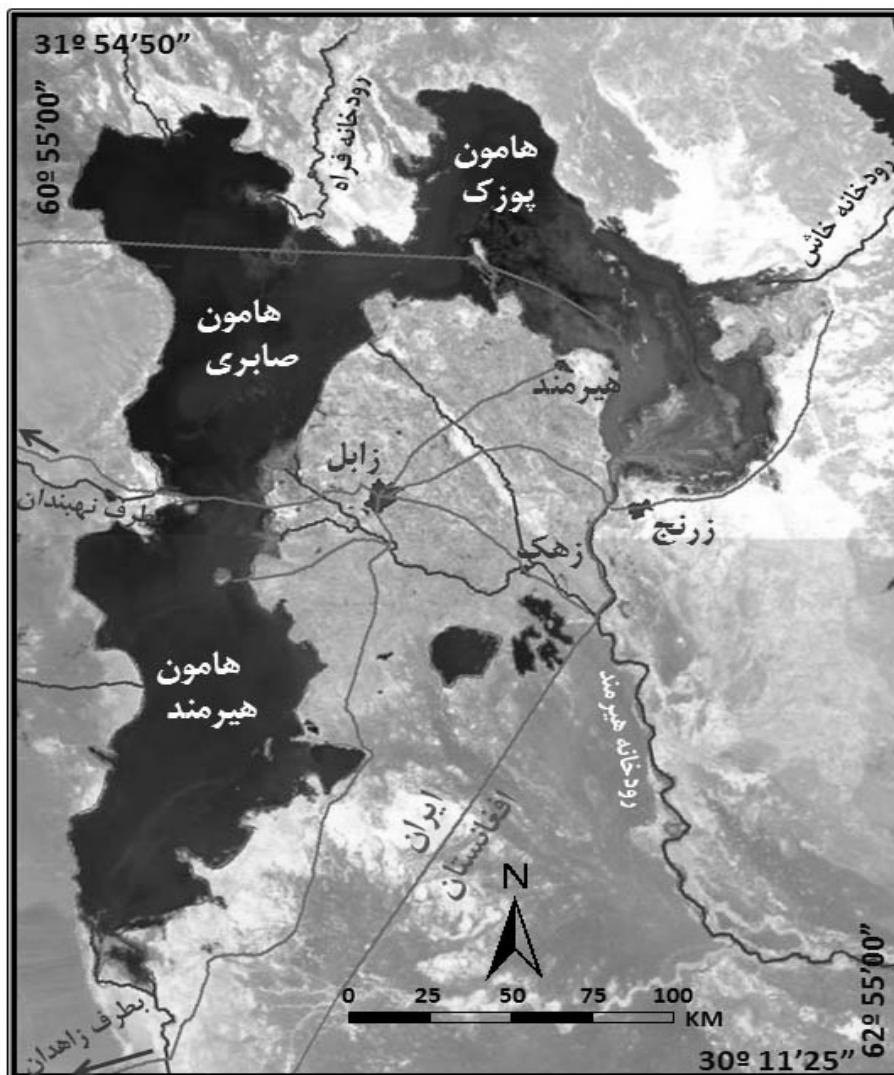 31º 54’50”
60º 55’00”
رودخانه فراه
هامون
پوزک
رودخانه خاش
هامون
صابری
هیرمند
زابل
بطرف نهبندان
زرنج
زهک
هامون
هیرمند
رودخانه هیرمند
ایران
افغانستان
N
0 25 50 75 100
KM
بطرف زاهدان
62º 55’00”
30º 11’25”